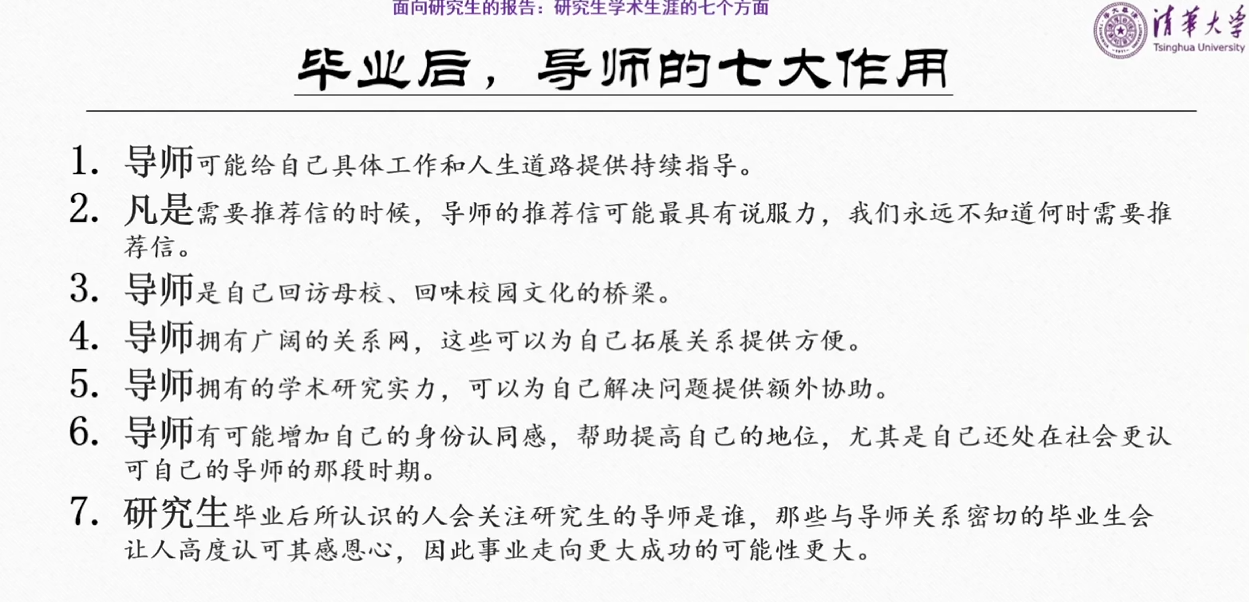 面向研究生的报告：研究生学术生涯的七个方面
清华大学
Tsinghua University
毕业后，导师的七大作用
1. 导师可能给自己具体工作和人生道路提供持续指导。
2. 凡是需要推荐信的时候，导师的推荐信可能最具有说服力，我们永远不知道何时需要推
荐信。
3. 导师是自己回访母校、回味校园文化的桥梁。
4. 导师拥有广阔的关系网，这些可以为自己拓展关系提供方便。
5. 导师拥有的学术研究实力，可以为自己解决问题提供额外协助。
6. 导师有可能增加自己的身份认同感，帮助提高自己的地位，尤其是自己还处在社会更认
可自己的导师的那段时期。
7. 研究生毕业后所认识的人会关注研究生的导师是谁，那些与导师关系密切的毕业生会
让人高度认可其感恩心，因此事业走向更大成功的可能性更大。